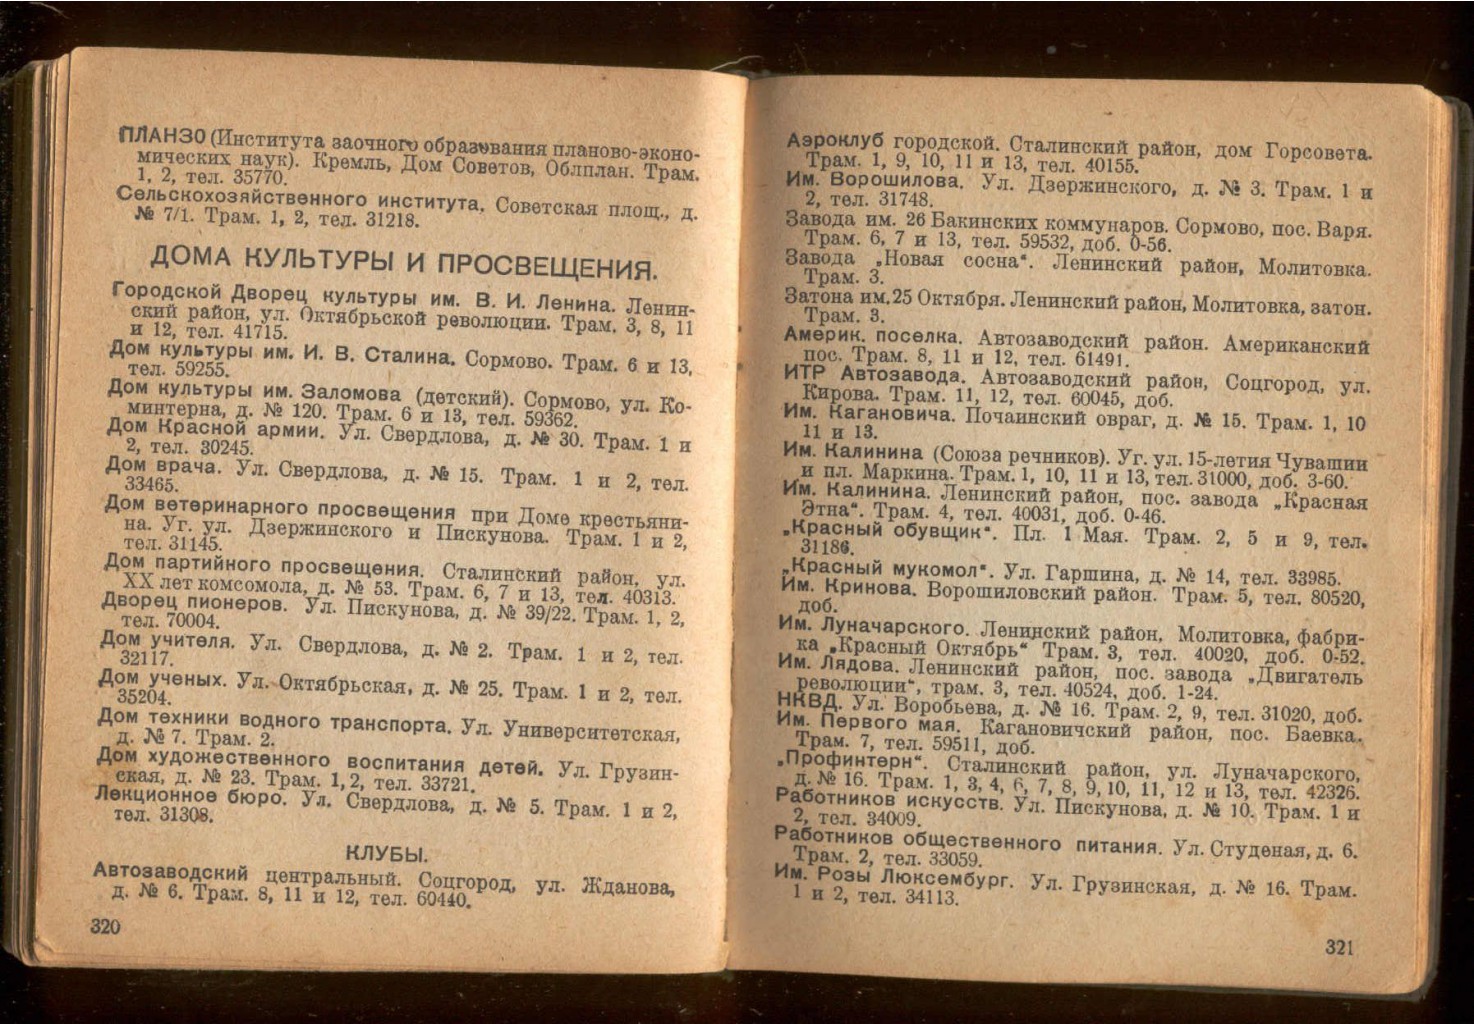 ПЛАНЗО (Института заочного образования планово-эконо-
мических наук). Кремль, Дом Советов, Облплан. Трам.
1, 2, тел. 35770.
Сельскохозяйственного института. Советская площ., д.
№ 7/1. Трам. 1, 2, тел. 31218.
ДОМА КУЛЬТУРЫ И ПРОСВЕЩЕНИЯ.
Городской Дворец культуры им. В. И. Ленина. Ленин-
ский район, ул. Октябрьской революции. Трам. 3, 8, 11
и 12, тел. 41715.
Дом культуры им. И. В. Сталина. Сормово. Трам. 6 и 13,
тел. 59255.
Дом культуры им. Заломова (детский). Сормово, ул. Ко-
минтерна, д. № 120. Трам. 6 и 13, тел. 59362.
Дом Красной армии. Ул. Свердлова, д. № 30. Трам. 1 и
2, тел. 30245.
Дом врача. Ул. Свердлова, д. № 15. Трам. 1 и 2, тел.
33465.
Дом ветеринарного просвещения при Доме крестьяни-
на. Уг. ул. Дзержинского и Пискунова. Трам. 1 и 2,
тел. 31145.
Дом партийного просвещения. Сталинский район, ул.
XX лет комсомола, д. № 53. Трам. 6, 7 и 13, тел. 40313.
Дворец пионеров. Ул. Пискунова, д. № 39/22. Трам. 1, 2,
тел. 70004.
Дом учителя. Ул. Свердлова, д. № 2. Трам. 1 и 2, тел.
32117.
Дом ученых. Ул. Октябрьская, д. № 25. Трам. 1 и 2, тел.
35204.
Дом техники водного транспорта. Ул. Университетская,
д. № 7. Трам. 2.
Дом художественного воспитания детей. Ул. Грузин-
ская, д. № 23. Трам. 1, 2, тел. 33721.
Лекционное бюро. Ул. Свердлова, д. № 5. Трам. 1 и 2,
тел. 31308.
КЛУБЫ.
Автозаводский центральный. Соцгород, ул. Жданова,
д. № 6. Трам. 8, 11 и 12, тел. 60440.
320
Аэроклуб городской. Сталинский район, дом Горсовета.
Трам. 1, 9, 10, 11 и 13, тел. 40155.
Им. Ворошилова. Ул. Дзержинского, д. № 3. Трам. 1 и
2, тел. 31748.
Завода им. 26 Бакинских коммунаров. Сормово, пос. Варя.
Трам. 6, 7 и 13, тел. 59532, доб. 0-56.
Завода „Новая сосна“. Ленинский район, Молитовка.
Трам. 3.
Затона им. 25 Октября. Ленинский район, Молитовка, затон.
Трам. 3.
Америк. поселка. Автозаводский район. Американский
пос. Трам. 8, 11 и 12, тел. 61491.
ИТР Автозавода. Автозаводский район, Соцгород, ул.
Кирова. Трам. 11, 12, тел. 60045, доб.
Им. Кагановича. Почаинский овраг, д. № 15. Трам. 1, 10
11 и 13.
Им. Калинина (Союза речников). Уг. ул. 15-летия Чувашии
и пл. Маркина. Трам. 1, 10, 11 и 13, тел. 31000, доб. 3-60.
Им. Калинина. Ленинский район, пос. завода „Красная
Этна“. Трам. 4, тел. 40031, доб. 0-46.
„Красный обувщик“. Пл. 1 Мая. Трам. 2, 5 и 9, тел.
31186.
„Красный мукомол“. Ул. Гаршина, д. № 14, тел. 33985.
Им. Кринова. Ворошиловский район. Трам. 5, тел. 80520,
доб.
Им. Луначарского. Ленинский район, Молитовка, фабри-
ка „Красный Октябрь“ Трам. 3, тел. 40020, доб. 0-52.
Им. Лядова. Ленинский район, пос. завода „Двигатель
революции“, трам. 3, тел. 40524, доб. 1-24.
НКВД. Ул. Воробьева, д. № 16. Трам. 2, 9, тел. 31020, доб.
Им. Первого мая. Кагановичский район, пос. Баевка.
Трам. 7, тел. 59511, доб.
„Профинтерн“. Сталинский район, ул. Луначарского,
д. № 16. Трам. 1, 3, 4, 6, 7, 8, 9, 10, 11, 12 и 13, тел. 42326.
Работников искусств. Ул. Пискунова, д. № 10. Трам. 1 и
2, тел. 34009.
Работников общественного питания. Ул. Студеная, д. 6.
Трам. 2, тел. 33059.
Им. Розы Люксембург. Ул. Грузинская, д. № 16. Трам.
1 и 2, тел. 34113.
321